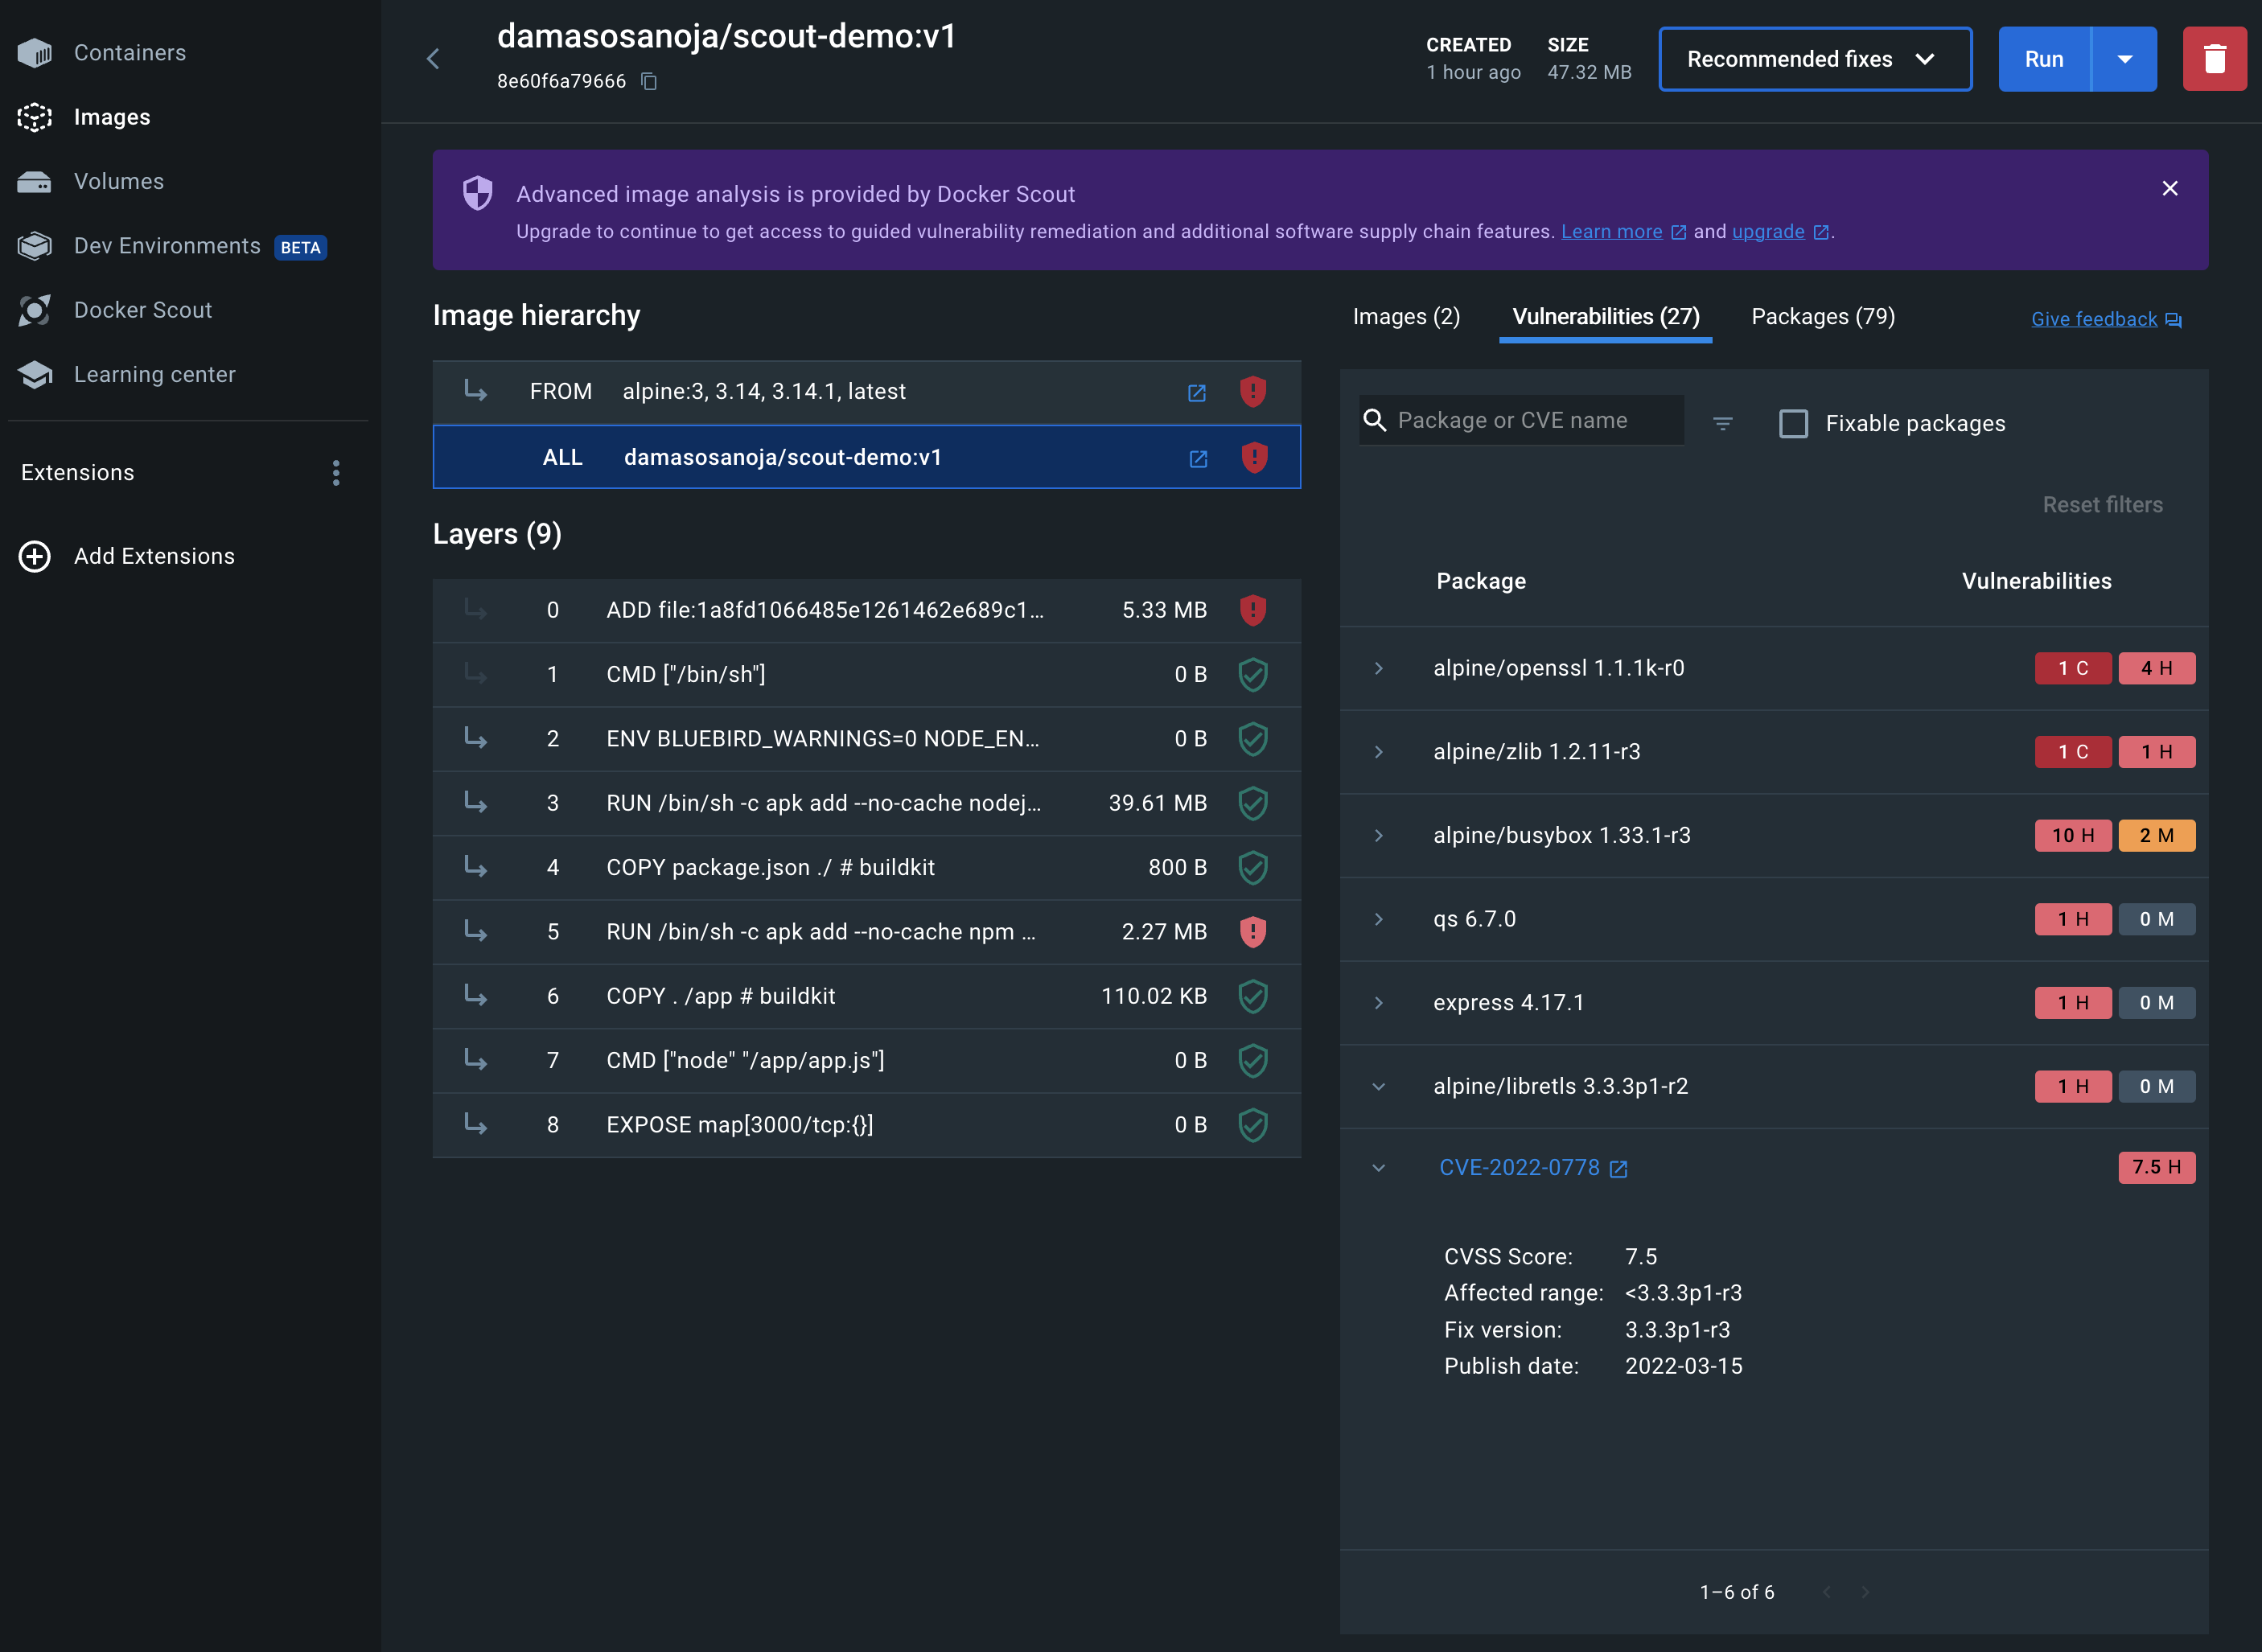 Containers
Images
Volumes
Dev Environments BETA
Docker Scout
Learning center
Extensions
Add Extensions
damasosanoja/scout-demo:v1
8e60f6a79666
CREATED
1 hour ago
SIZE
47.32 MB
Recommended fixes
Run
Advanced image analysis is provided by Docker Scout
Upgrade to continue to get access to guided vulnerability remediation and additional software supply chain features. Learn more and upgrade .
Image hierarchy
FROM alpine:3, 3.14, 3.14.1, latest
ALL damasosanoja/scout-demo:v1
Layers (9)
0 ADD file:1a8fd1066485e1261462e689c1... 5.33 MB
1 CMD ["/bin/sh"] 0 B
2 ENV BLUEBIRD_WARNINGS=0 NODE_EN... 0 B
3 RUN /bin/sh -c apk add --no-cache nodej... 39.61 MB
4 COPY package.json ./ # buildkit 800 B
5 RUN /bin/sh -c apk add --no-cache npm ... 2.27 MB
6 COPY . /app # buildkit 110.02 KB
7 CMD ["node" "/app/app.js"] 0 B
8 EXPOSE map[3000/tcp:{}] 0 B
Images (2) Vulnerabilities (27) Packages (79) Give feedback
Package or CVE name Fixable packages
Reset filters
Package Vulnerabilities
alpine/openssl 1.1.1k-r0 1 C 4 H
alpine/zlib 1.2.11-r3 1 C 1 H
alpine/busybox 1.33.1-r3 10 H 2 M
qs 6.7.0 1 H 0 M
express 4.17.1 1 H 0 M
alpine/libretls 3.3.3p1-r2 1 H 0 M
CVE-2022-0778 7.5 H
CVSS Score: 7.5
Affected range: <3.3.3p1-r3
Fix version: 3.3.3p1-r3
Publish date: 2022-03-15
1–6 of 6